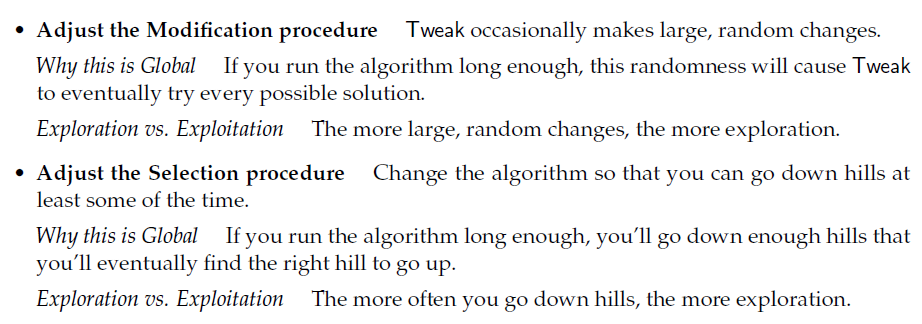 • Adjust the Modification procedure Tweak occasionally makes large, random changes.
Why this is Global If you run the algorithm long enough, this randomness will cause Tweak
to eventually try every possible solution.
Exploration vs. Exploitation The more large, random changes, the more exploration.
• Adjust the Selection procedure Change the algorithm so that you can go down hills at
least some of the time.
Why this is Global If you run the algorithm long enough, you’ll go down enough hills that
you’ll eventually find the right hill to go up.
Exploration vs. Exploitation The more often you go down hills, the more exploration.